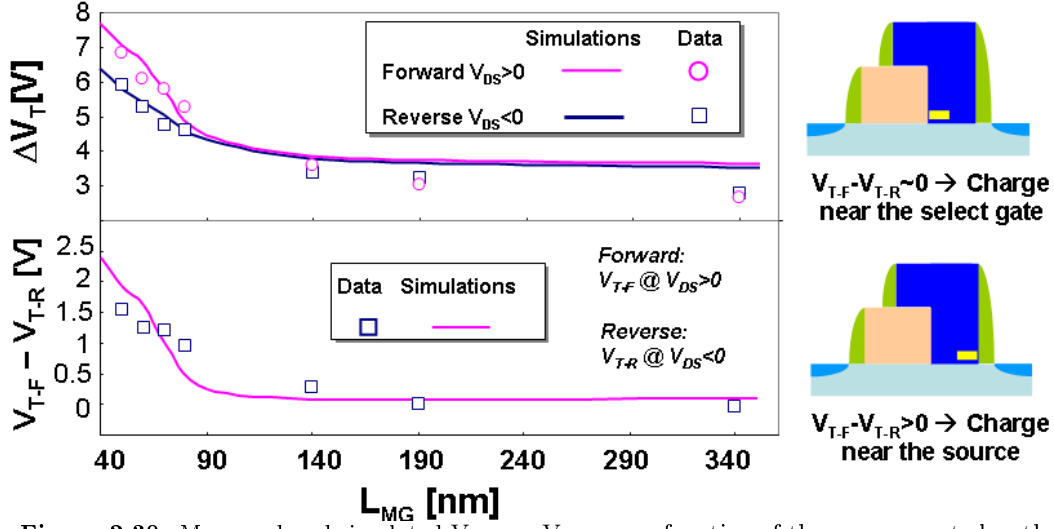 8
7
6
5
4
3
ΔV_T[V]
Simulations Data
Forward V_DS>0
Reverse V_DS<0
V_T-F-V_T-R~0 → Charge
near the select gate
2.5
2
1.5
1
0.5
0
V_T-F – V_T-R [V]
Data Simulations
Forward:
V_T-F @ V_DS>0
Reverse:
V_T-R @ V_DS<0
V_T-F-V_T-R>0 → Charge
near the source
40 90 140 190 240 290 340
L_MG [nm]